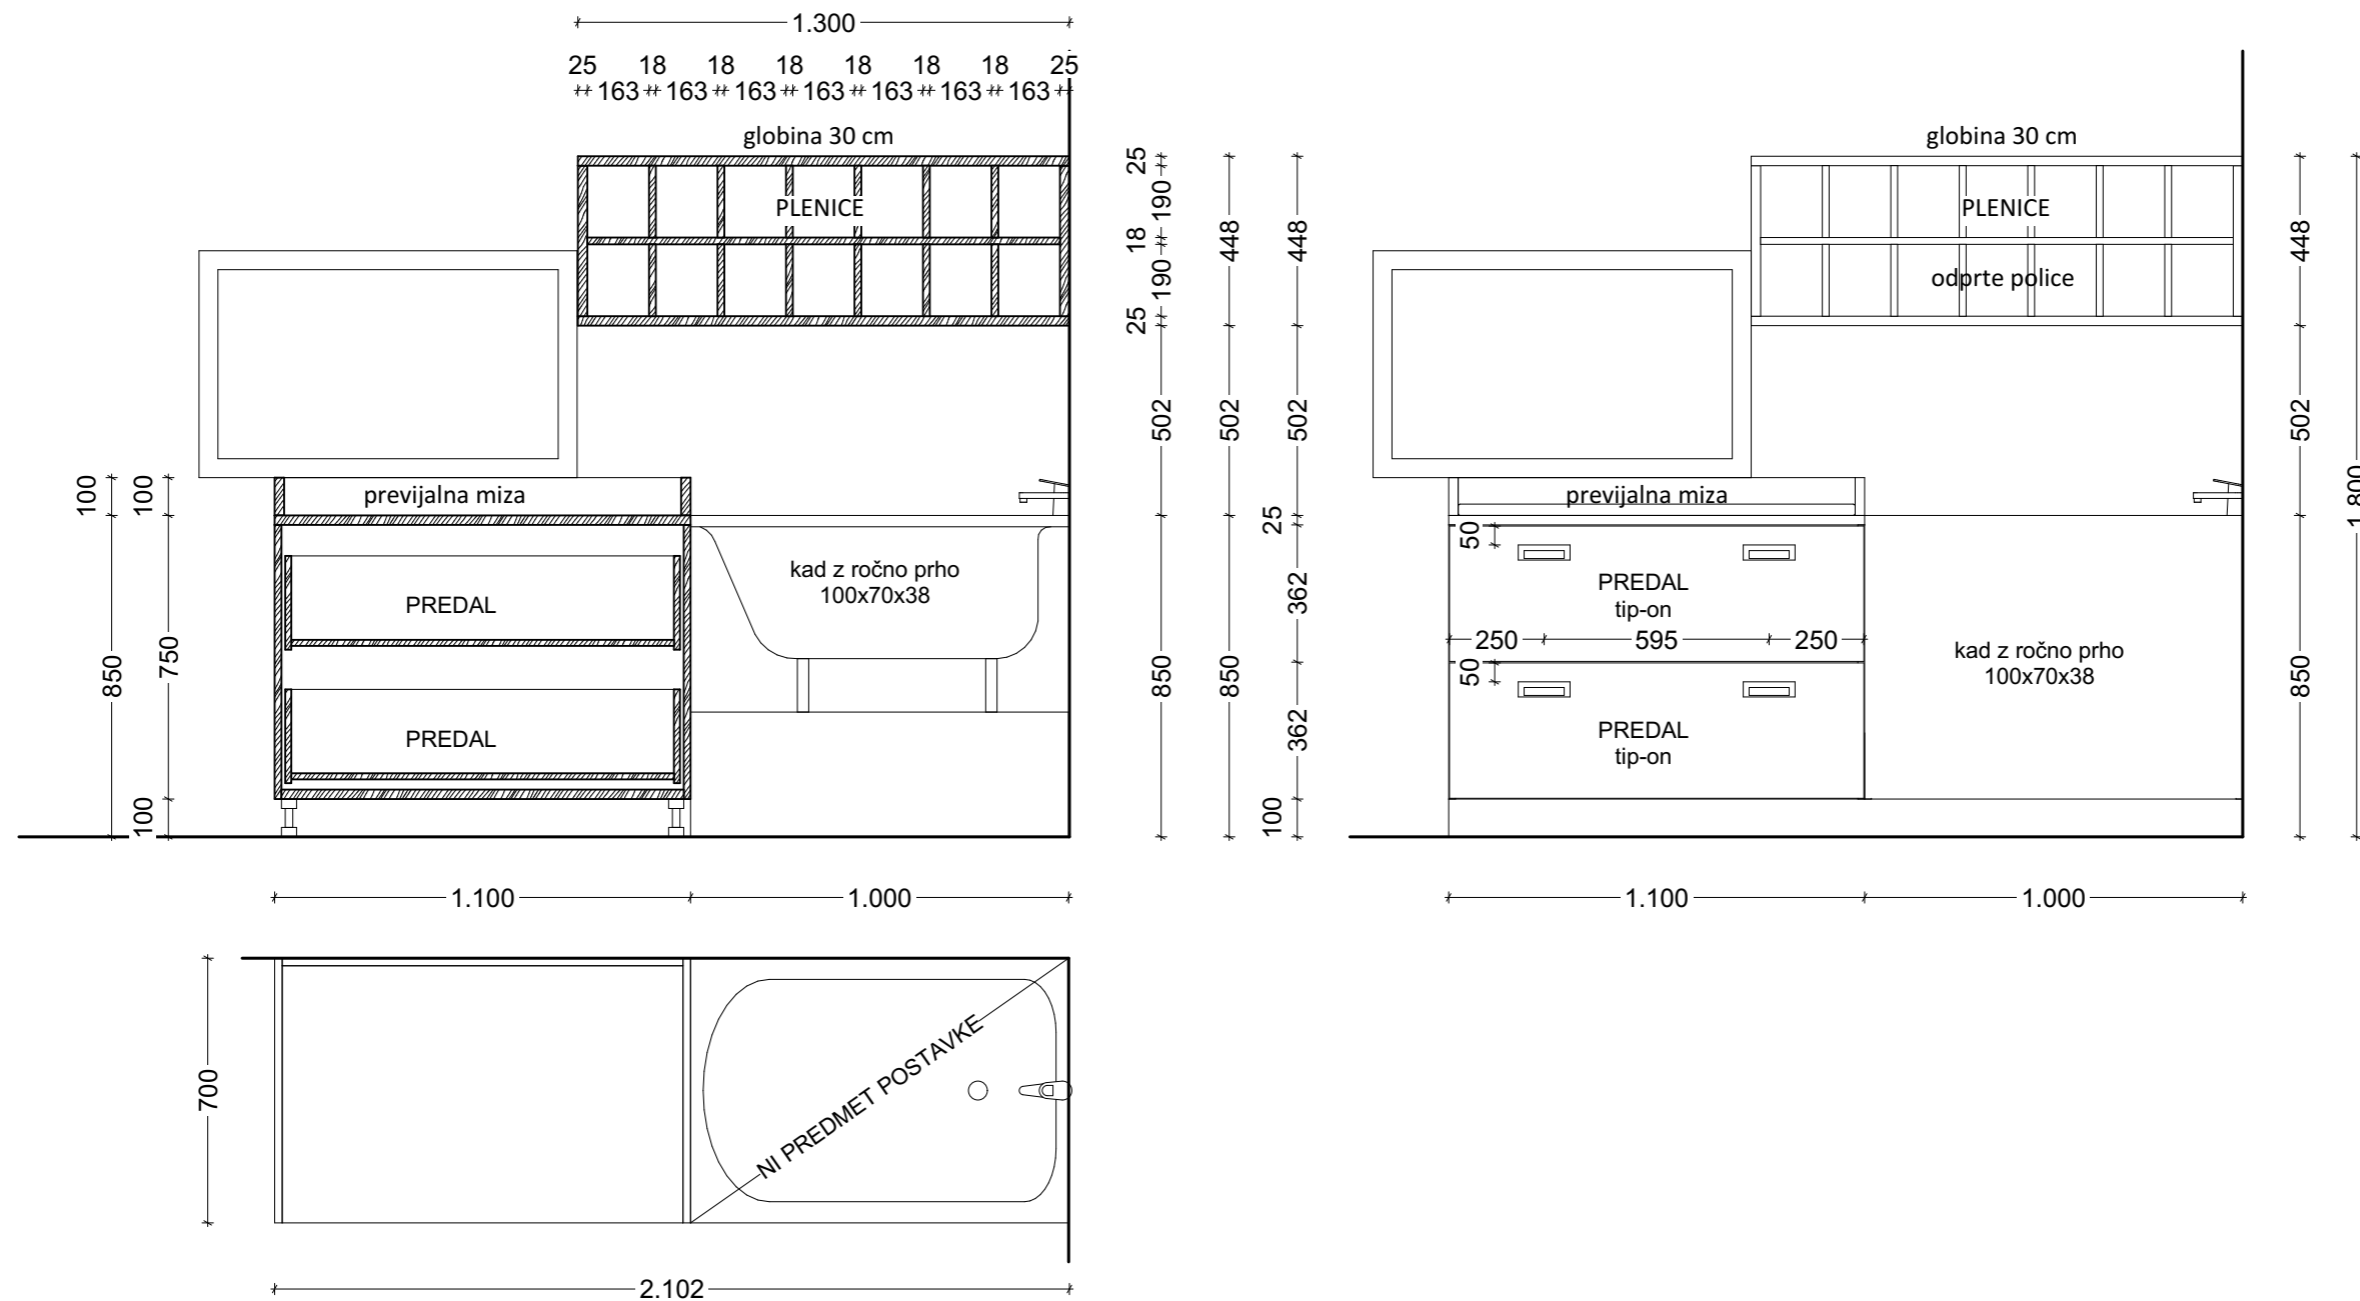 1.300
25 18 18 18 18 18 18 25
163 163 163 163 163 163 163
globina 30 cm
PLENICE
previjalna miza
PREDAL
PREDAL
kad z ročno prho
100x70x38
100
850
100
750
100
25
190
18
190
25
502
850
448
502
850
448
502
25
362
362
100
1.100
1.000
globina 30 cm
PLENICE
odprte police
previjalna miza
50
PREDAL
tip-on
250 595 250
50
PREDAL
tip-on
kad z ročno prho
100x70x38
448
502
850
1.800
1.100
1.000
700
NI PREDMET POSTAVKE
2.102